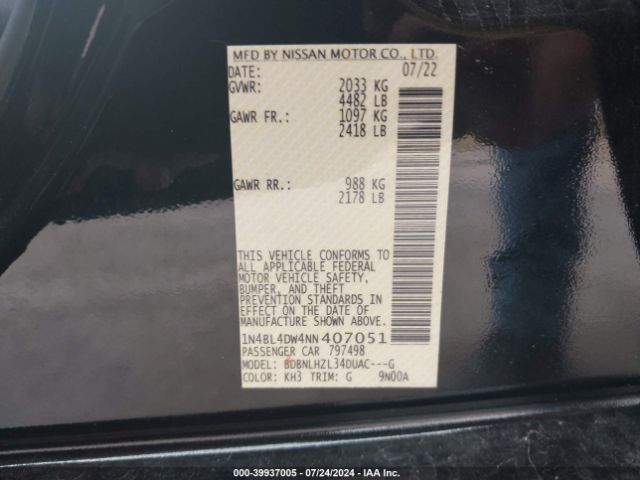 MFD BY NISSAN MOTOR CO., LTD.
DATE: 07/22
GVWR: 2033 KG
4482 LB
GAWR FR.: 1097 KG
2418 LB
GAWR RR.: 988 KG
2178 LB
THIS VEHICLE CONFORMS TO
ALL APPLICABLE FEDERAL
MOTOR VEHICLE SAFETY,
BUMPER, AND THEFT
PREVENTION STANDARDS IN
EFFECT ON THE DATE OF
MANUFACTURE SHOWN ABOVE.
1N4BL4DW4NN407051
PASSENGER CAR 797498
MODEL: BDBNLHZL34DUAC---G
COLOR: KH3 TRIM: G 9N00A
000-39937005 / 07/24/2024 / IAA Inc.